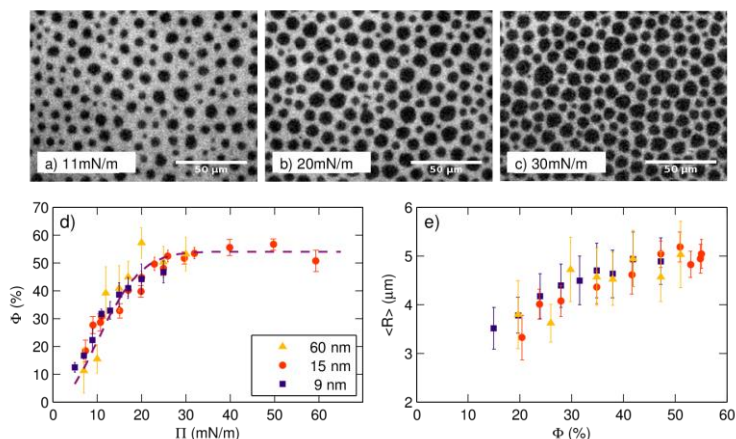 a) 11mN/m
50 µm
b) 20mN/m
50 µm
c) 30mN/m
50 µm
d)
70
60
50
40
30
20
10
0
Φ (%)
0 10 20 30 40 50 60 70
Π (mN/m)
60 nm
15 nm
9 nm
e)
6
5
4
3
2
<R> (µm)
10 20 30 40 50 60
Φ (%)